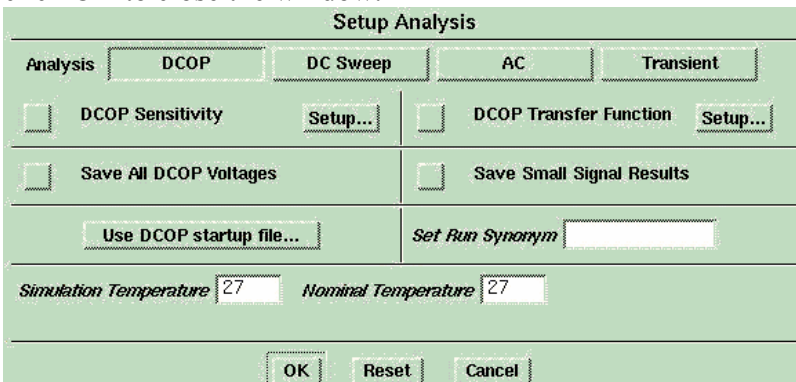 Setup Analysis
Analysis DCOP DC Sweep AC Transient
DCOP Sensitivity Setup... DCOP Transfer Function Setup...
Save All DCOP Voltages Save Small Signal Results
Use DCOP startup file... Set Run Synonym
Simulation Temperature 27 Nominal Temperature 27
OK Reset Cancel